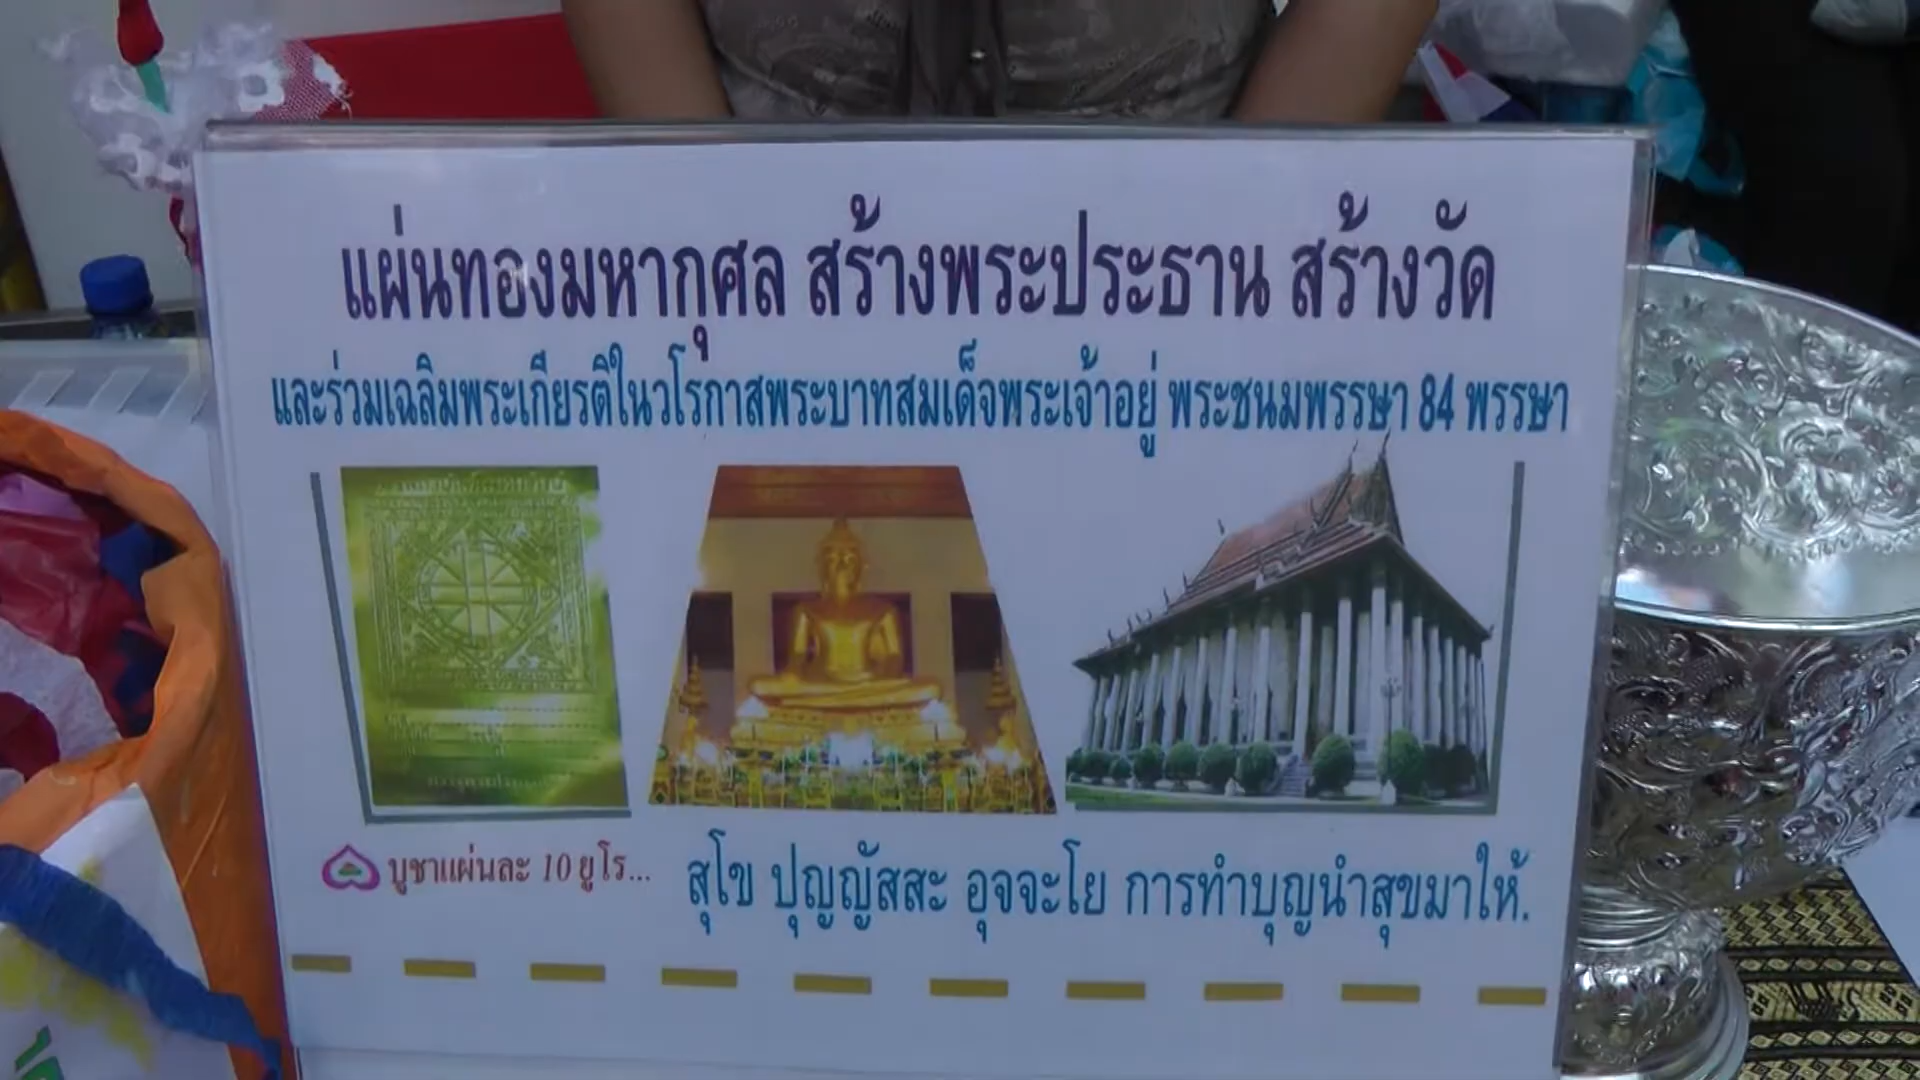 แผ่นทองมหากุศล สร้างพระประธาน สร้างวัด
และร่วมเฉลิมพระเกียรติในวโรกาสพระบาทสมเด็จพระเจ้าอยู่ พระชนมพรรษา 84 พรรษา
บูชาแผ่นละ 10 ยูโร...
สุโข ปุญญัสสะ อุจจะโย การทำบุญนำสุขมาให้.